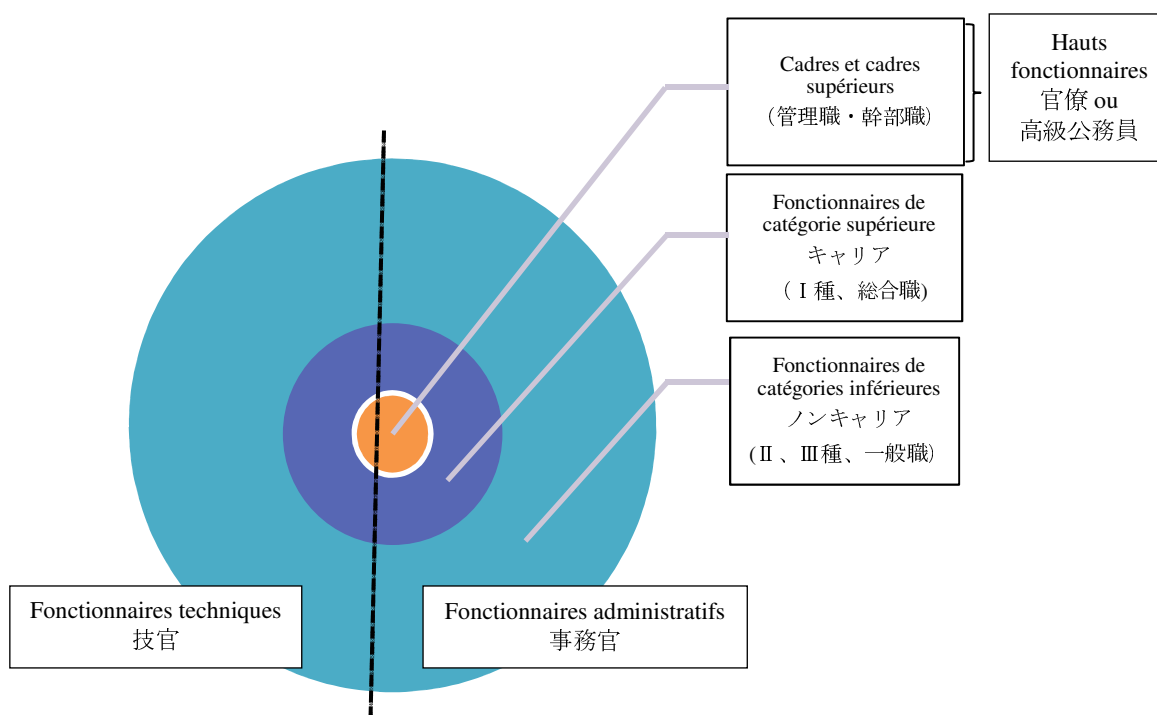 Cadres et cadres
supérieurs
（管理職・幹部職）
Hauts
fonctionnaires
官僚 ou
高級公務員
Fonctionnaires de
catégorie supérieure
キャリア
（Ⅰ種、総合職)
Fonctionnaires de
catégories inférieures
ノンキャリア
(Ⅱ、Ⅲ種、一般職）
Fonctionnaires techniques
技官
Fonctionnaires administratifs
事務官